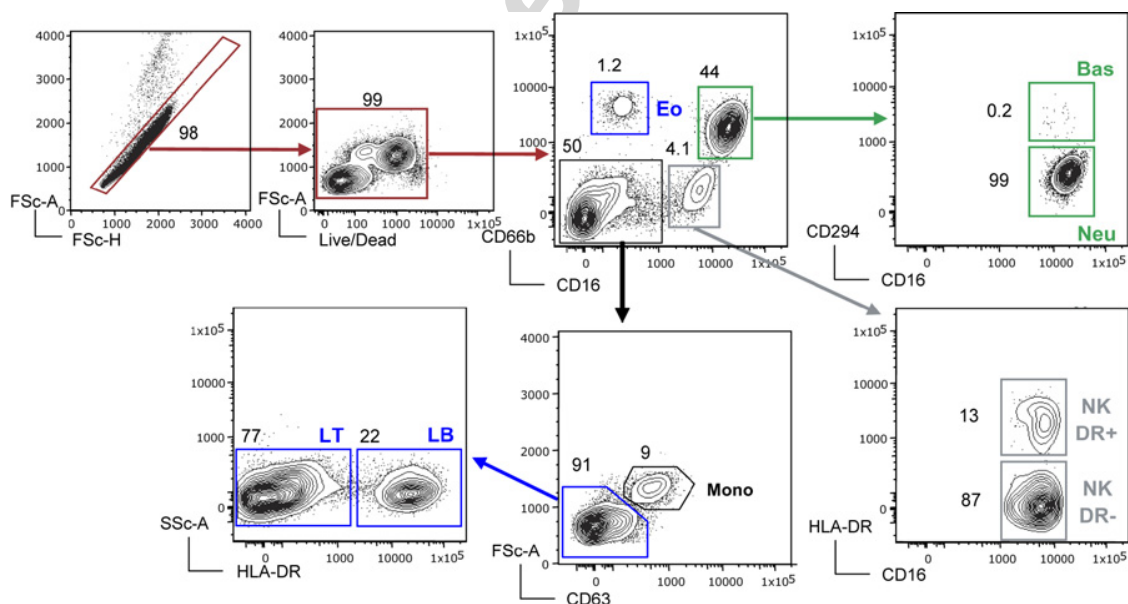 4000
3000
2000
1000
0
98
FSc-A
FSc-H
0 1000 2000 3000 4000
4000
3000
2000
1000
0
99
FSc-A
Live/Dead
0 100 1000 1x10^5
1x10^5
10000
1000
0
1.2
Eo
44
50
4.1
CD66b
CD16
0 1000 10000 1x10^5
1x10^5
10000
1000
0
Bas
0.2
99
Neu
CD294
CD16
0 1000 10000 1x10^5
1x10^5
10000
1000
0
77 LT 22 LB
SSc-A
HLA-DR
0 1000 10000 1x10^5
4000
3000
2000
1000
0
91
9
Mono
FSc-A
CD63
0 1000 10000 1x10^5
1x10^5
10000
1000
0
13
NK
DR+
87
NK
DR-
HLA-DR
CD16
0 1000 10000 1x10^5